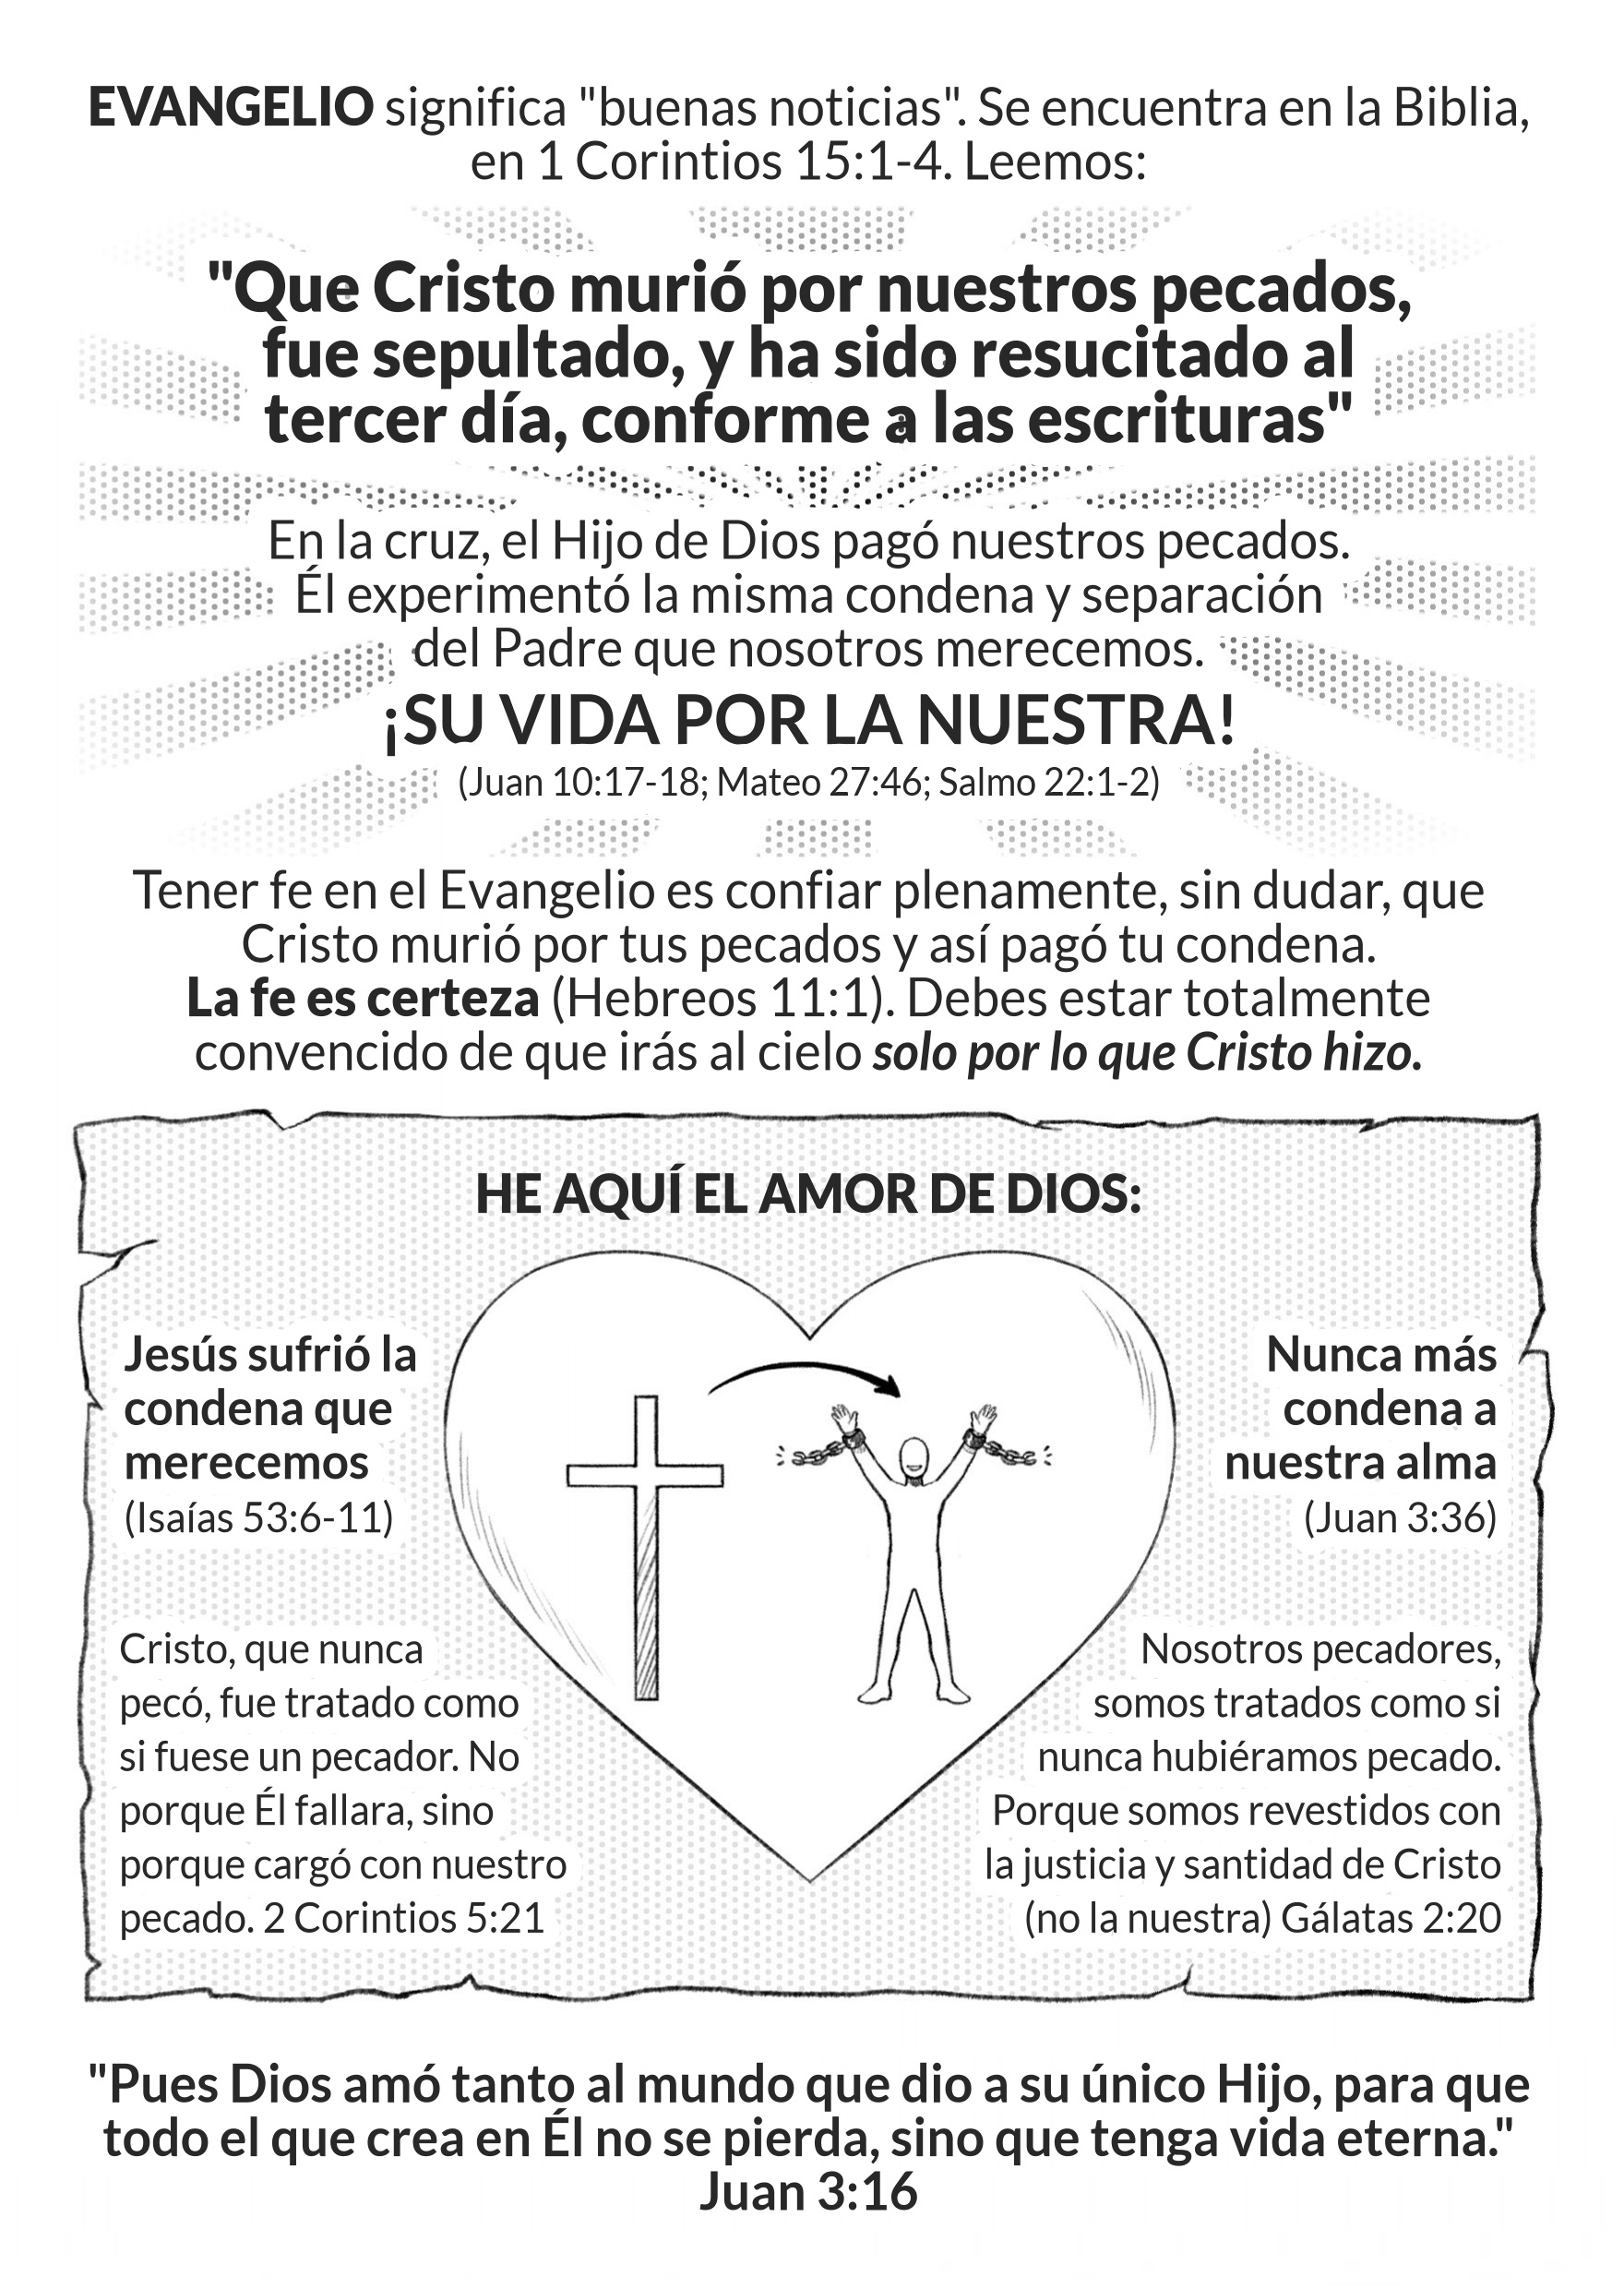 EVANGELIO significa "buenas noticias". Se encuentra en la Biblia,
en 1 Corintios 15:1-4. Leemos:
"Que Cristo murió por nuestros pecados,
fue sepultado, y ha sido resucitado al
tercer día, conforme a las escrituras"
En la cruz, el Hijo de Dios pagó nuestros pecados.
Él experimentó la misma condena y separación
del Padre que nosotros merecemos.
¡SU VIDA POR LA NUESTRA!
(Juan 10:17-18; Mateo 27:46; Salmo 22:1-2)
Tener fe en el Evangelio es confiar plenamente, sin dudar, que
Cristo murió por tus pecados y así pagó tu condena.
La fe es certeza (Hebreos 11:1). Debes estar totalmente
convencido de que irás al cielo solo por lo que Cristo hizo.
HE AQUÍ EL AMOR DE DIOS:
Jesús sufrió la
condena que
merecemos
(Isaías 53:6-11)
Cristo, que nunca
pecó, fue tratado como
si fuese un pecador. No
porque Él fallara, sino
porque cargó con nuestro
pecado. 2 Corintios 5:21
Nunca más
condena a
nuestra alma
(Juan 3:36)
Nosotros pecadores,
somos tratados como si
nunca hubiéramos pecado.
Porque somos revestidos con
la justicia y santidad de Cristo
(no la nuestra) Gálatas 2:20
"Pues Dios amó tanto al mundo que dio a su único Hijo, para que
todo el que crea en Él no se pierda, sino que tenga vida eterna."
Juan 3:16